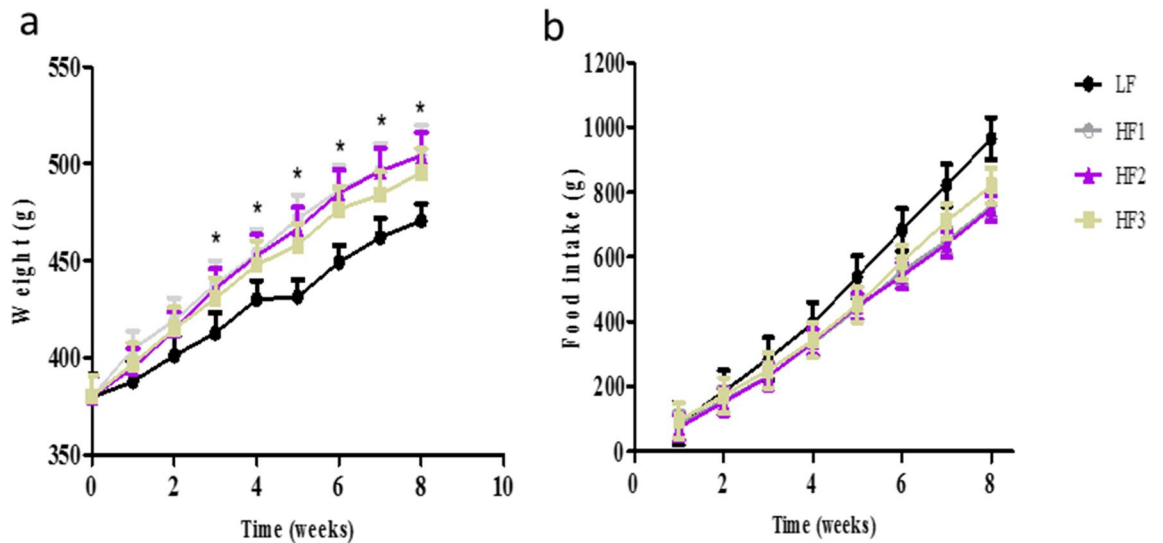 a
550
500
450
400
350
Weight (g)
* * * * * *
0 2 4 6 8 10
Time (weeks)
b
1200
1000
800
600
400
200
0
Food intake (g)
0 2 4 6 8
Time (weeks)
LF
HF1
HF2
HF3